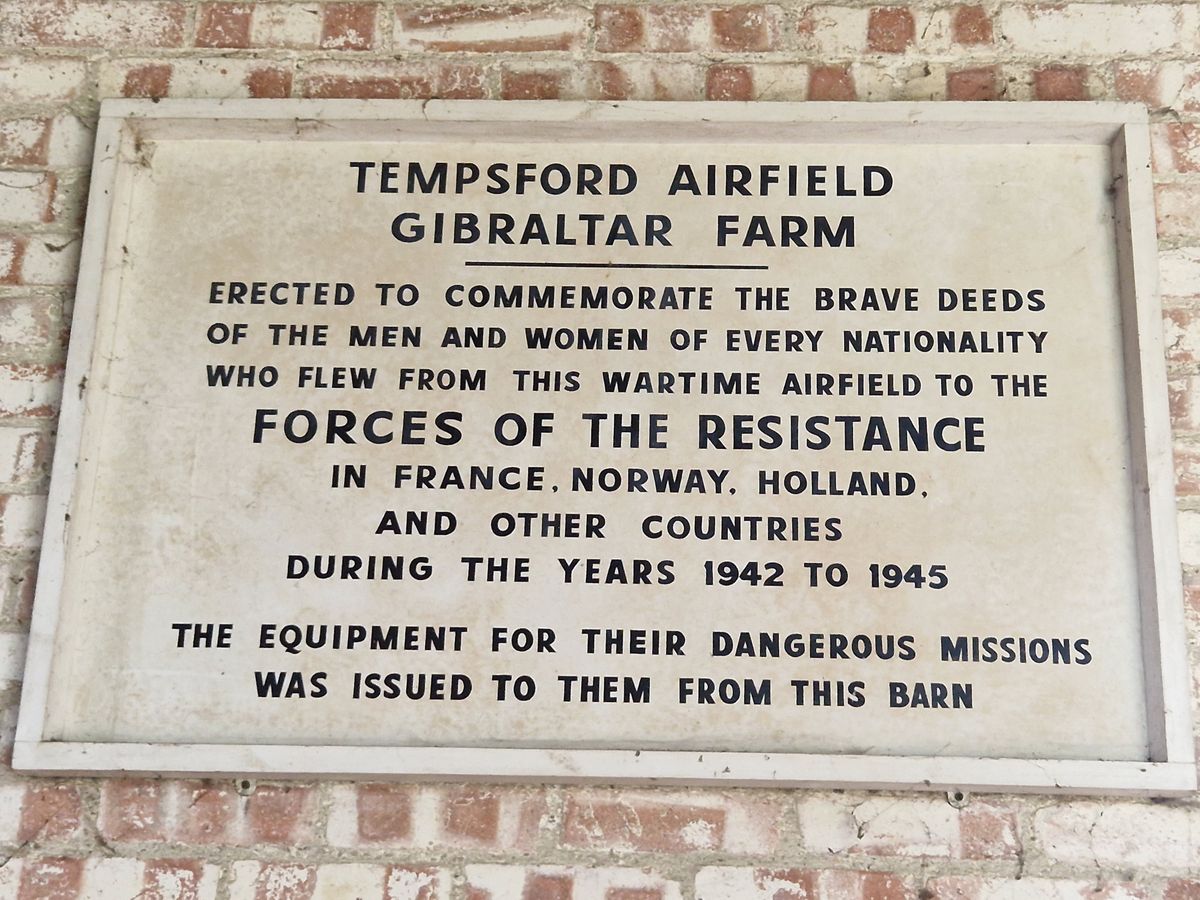 TEMPSFORD AIRFIELD
GIBRALTAR FARM
ERECTED TO COMMEMORATE THE BRAVE DEEDS
OF THE MEN AND WOMEN OF EVERY NATIONALITY
WHO FLEW FROM THIS WARTIME AIRFIELD TO THE
FORCES OF THE RESISTANCE
IN FRANCE, NORWAY, HOLLAND,
AND OTHER COUNTRIES
DURING THE YEARS 1942 TO 1945
THE EQUIPMENT FOR THEIR DANGEROUS MISSIONS
WAS ISSUED TO THEM FROM THIS BARN